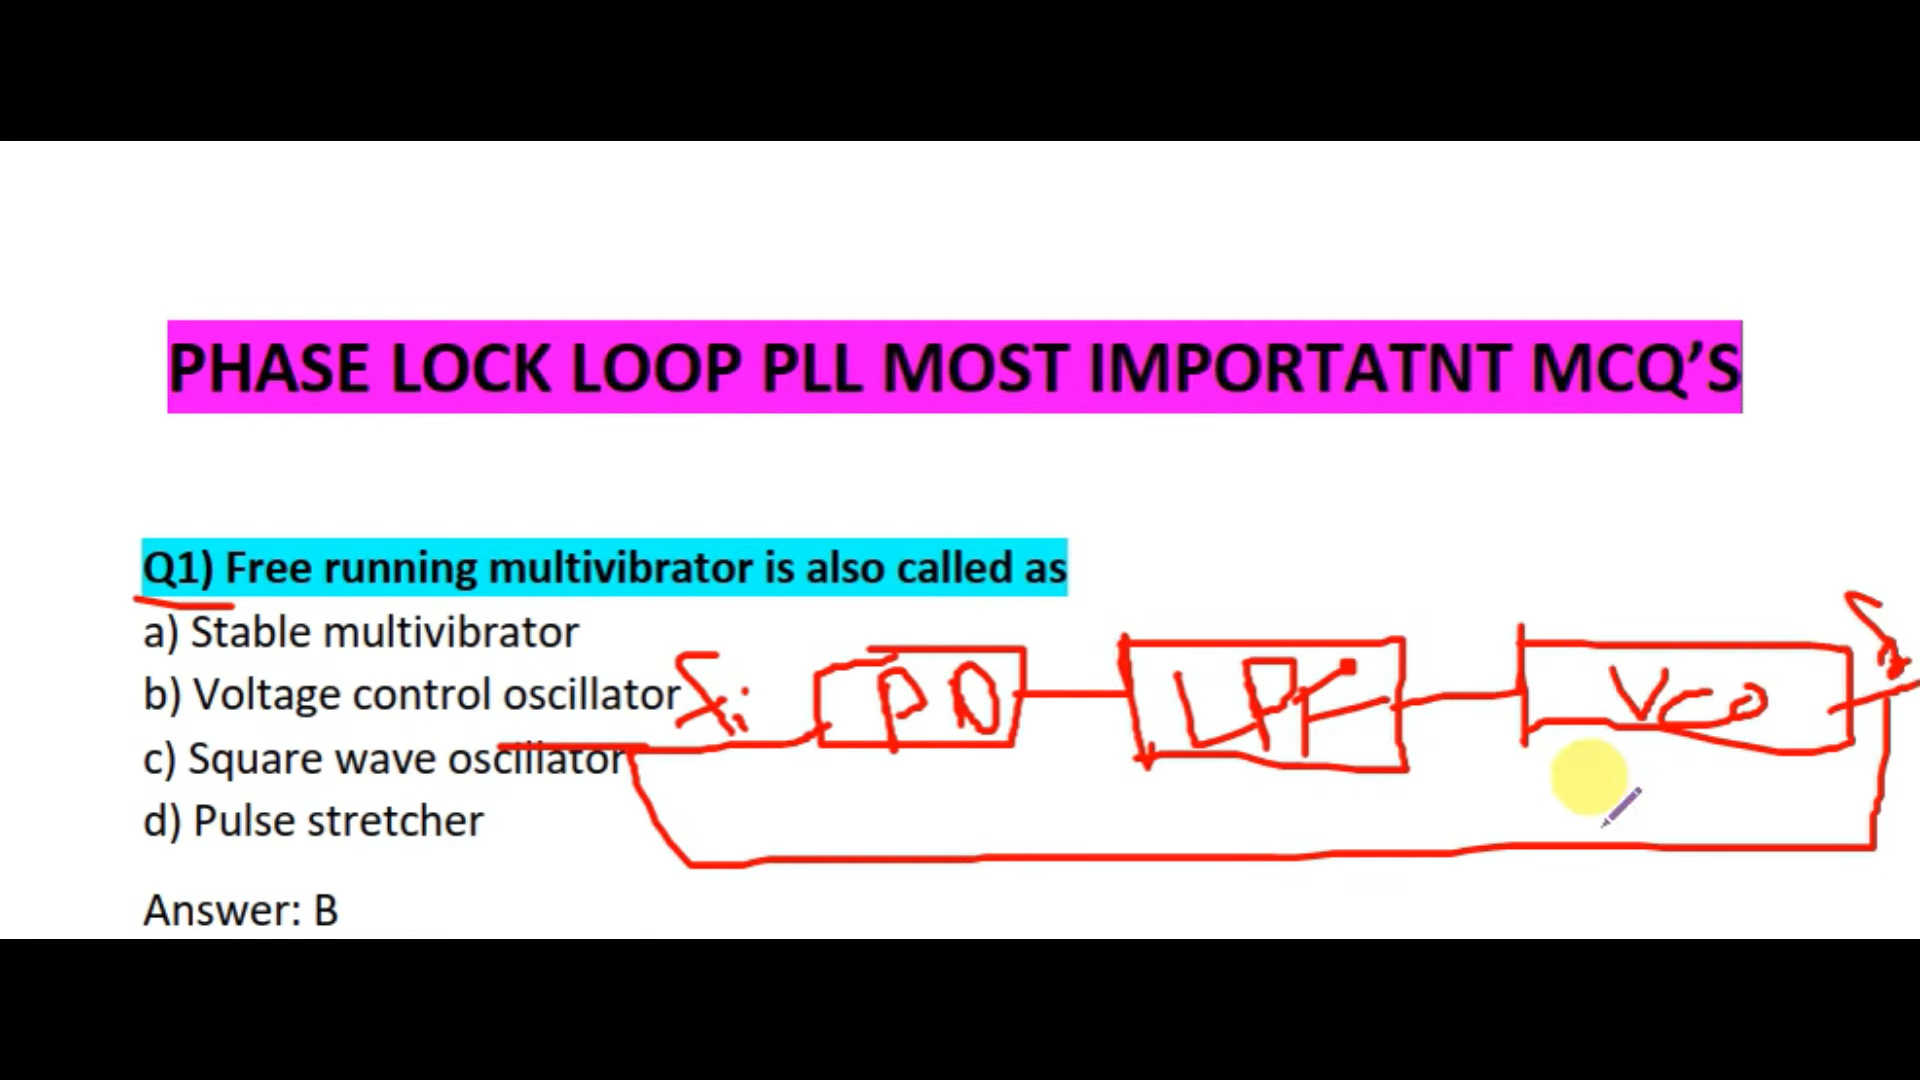 PHASE LOCK LOOP PLL MOST IMPORTATNT MCQ’S
Q1) Free running multivibrator is also called as
a) Stable multivibrator
b) Voltage control oscillator
c) Square wave oscillator
d) Pulse stretcher
PD
LPF
VCO
Answer: B